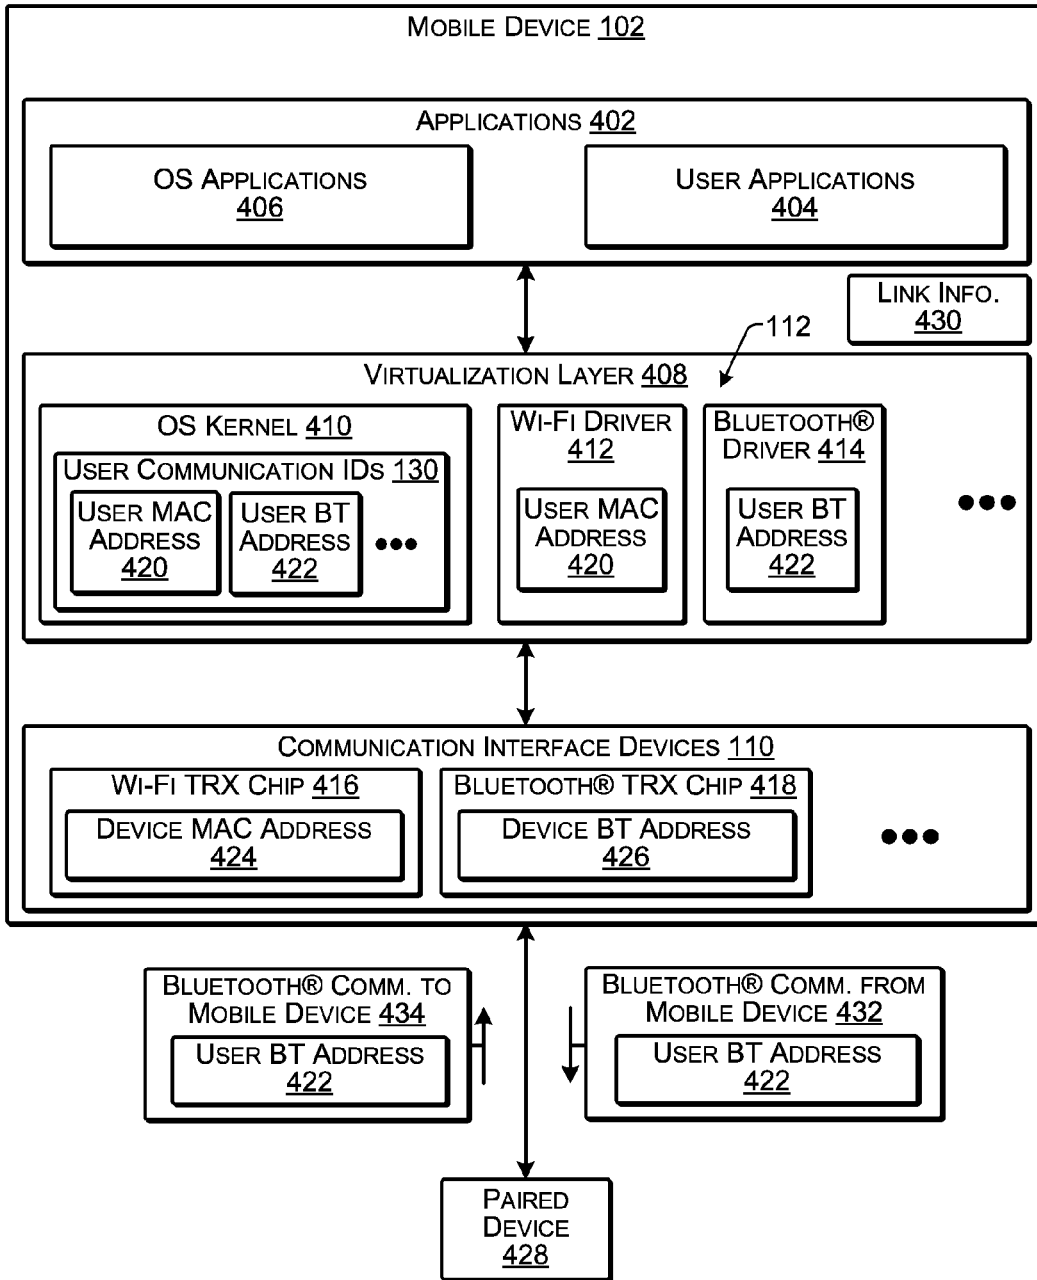 MOBILE DEVICE 102
APPLICATIONS 402
OS APPLICATIONS
406
USER APPLICATIONS
404
LINK INFO.
430
112
VIRTUALIZATION LAYER 408
OS KERNEL 410
USER COMMUNICATION IDS 130
USER MAC
ADDRESS
420
USER BT
ADDRESS
422
•••
WI-FI DRIVER
412
USER MAC
ADDRESS
420
BLUETOOTH®
DRIVER 414
USER BT
ADDRESS
422
•••
COMMUNICATION INTERFACE DEVICES 110
WI-FI TRX CHIP 416
DEVICE MAC ADDRESS
424
BLUETOOTH® TRX CHIP 418
DEVICE BT ADDRESS
426
•••
BLUETOOTH® COMM. TO
MOBILE DEVICE 434
USER BT ADDRESS
422
BLUETOOTH® COMM. FROM
MOBILE DEVICE 432
USER BT ADDRESS
422
PAIRED
DEVICE
428